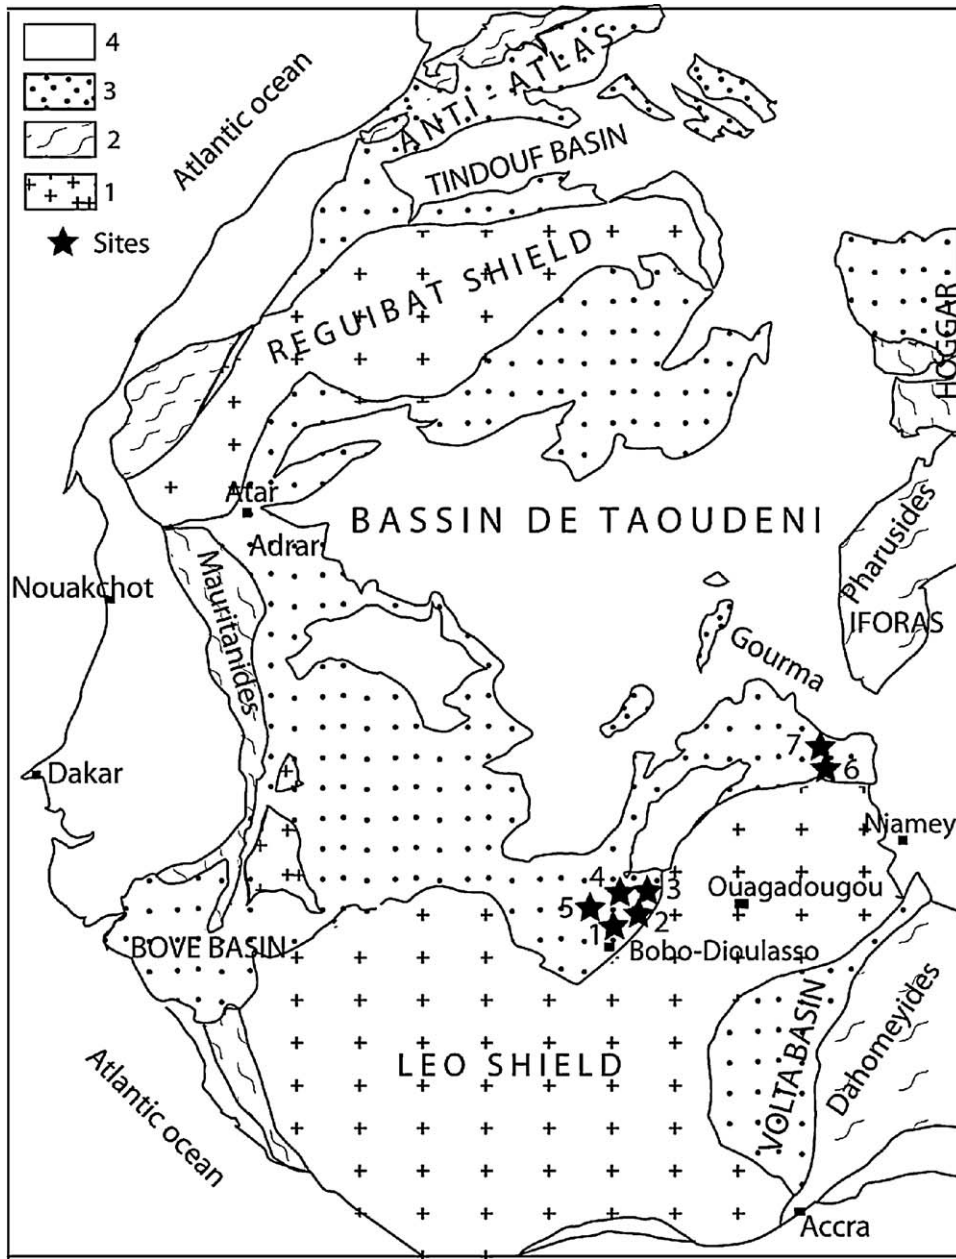 4
3
2
1
Sites
Atlantic ocean
ANTI-ATLAS
TINDOUF BASIN
REGUIBAT SHIELD
HOGGAR
Atar
BASSIN DE TAOUDENI
Adrar
Pharusides
Nouakchot
Mauritanides
IFORAS
Gourma
7
6
Dakar
Niamey
4
3
Ouagadougou
5
2
1
BOVE BASIN
Bobo-Dioulasso
LEO SHIELD
VOLTA BASIN
Dahomeyides
Atlantic ocean
Accra